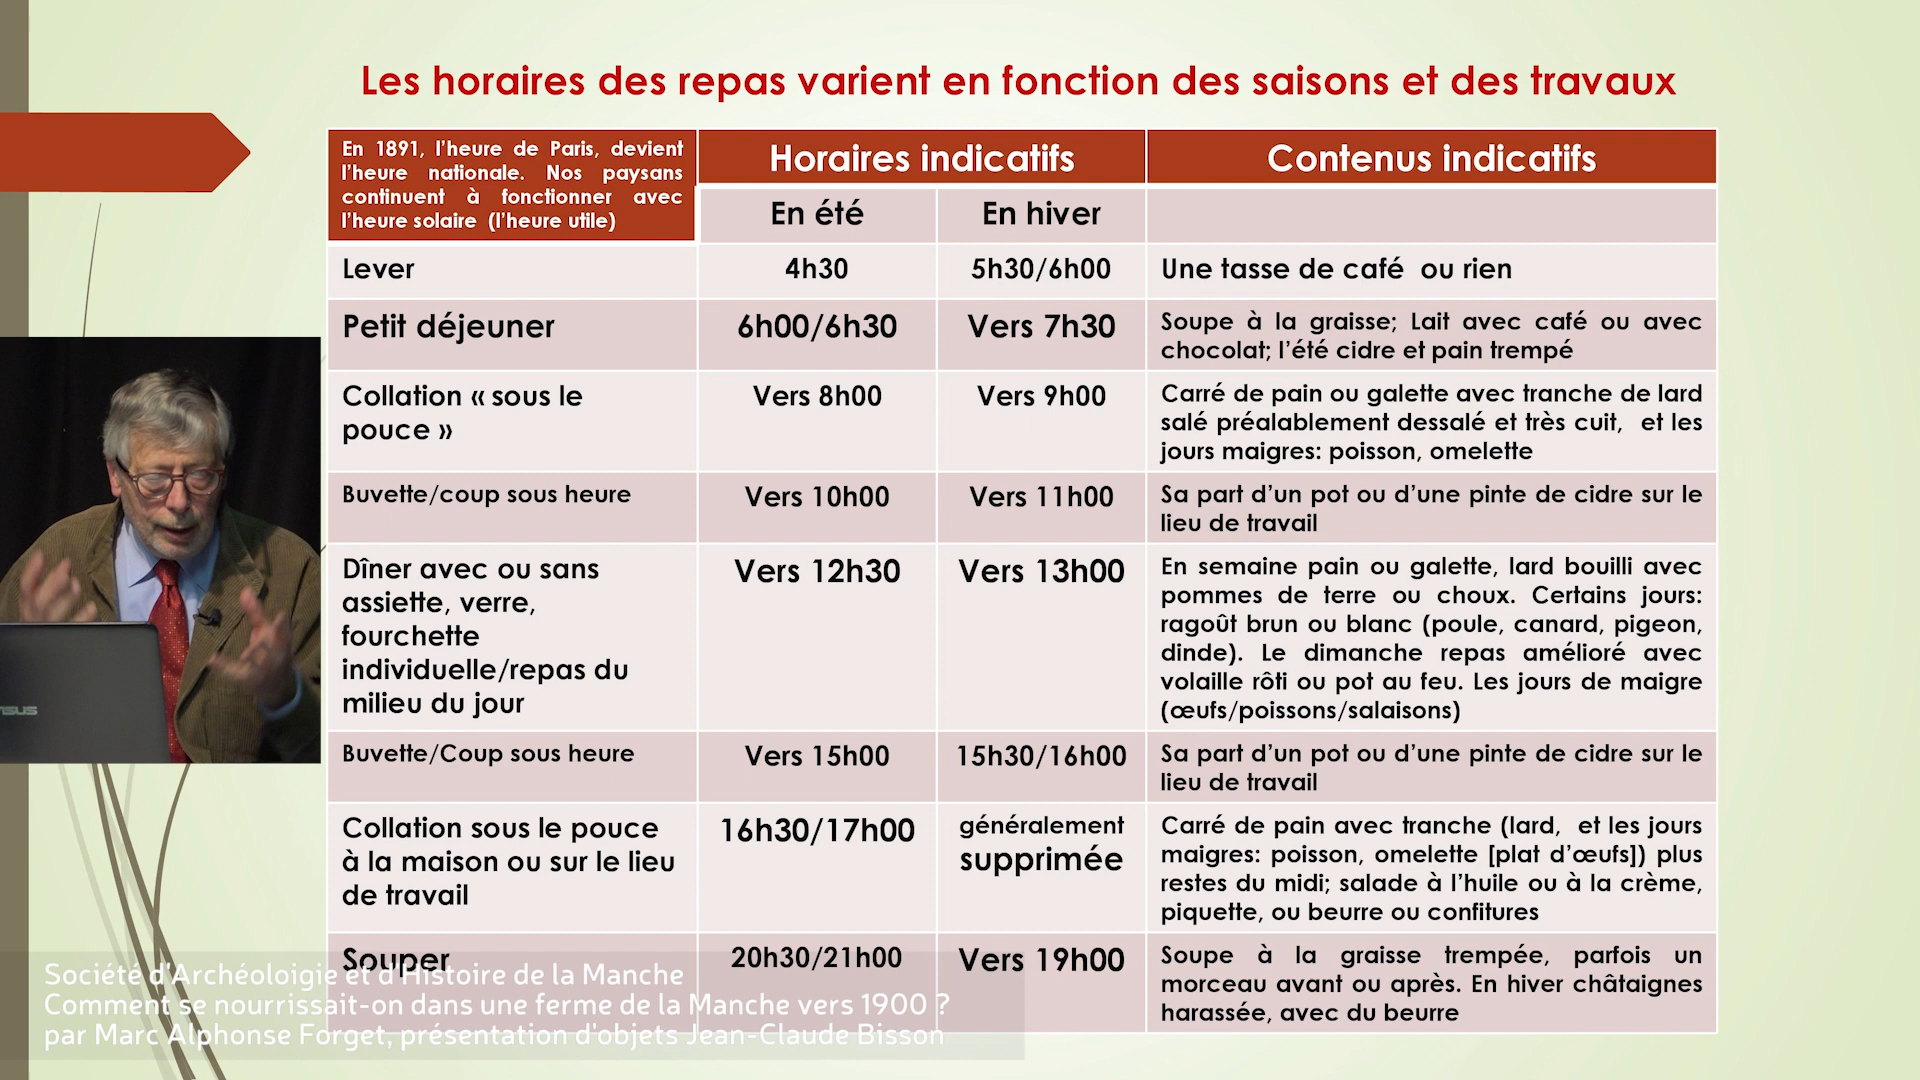 Les horaires des repas varient en fonction des saisons et des travaux
En 1891, l'heure de Paris, devient
l'heure nationale. Nos paysans
continuent à fonctionner avec
l'heure solaire (l'heure utile)
Horaires indicatifs
Contenus indicatifs
En été
En hiver
Lever
4h30
5h30/6h00
Une tasse de café ou rien
Petit déjeuner
6h00/6h30
Vers 7h30
Soupe à la graisse; Lait avec café ou avec
chocolat; l'été cidre et pain trempé
Collation « sous le
pouce »
Vers 8h00
Vers 9h00
Carré de pain ou galette avec tranche de lard
salé préalablement dessalé et très cuit, et les
jours maigres: poisson, omelette
Buvette/coup sous heure
Vers 10h00
Vers 11h00
Sa part d'un pot ou d'une pinte de cidre sur le
lieu de travail
Dîner avec ou sans
assiette, verre,
fourchette
individuelle/repas du
milieu du jour
Vers 12h30
Vers 13h00
En semaine pain ou galette, lard bouilli avec
pommes de terre ou choux. Certains jours:
ragoût brun ou blanc (poule, canard, pigeon,
dinde). Le dimanche repas amélioré avec
volaille rôti ou pot au feu. Les jours de maigre
(œufs/poissons/salaisons)
Buvette/Coup sous heure
Vers 15h00
15h30/16h00
Sa part d'un pot ou d'une pinte de cidre sur le
lieu de travail
Collation sous le pouce
à la maison ou sur le lieu
de travail
16h30/17h00
généralement
supprimée
Carré de pain avec tranche (lard, et les jours
maigres: poisson, omelette [plat d'œufs]) plus
restes du midi; salade à l'huile ou à la crème,
piquette, ou beurre ou confitures
Souper
20h30/21h00
Vers 19h00
Soupe à la graisse trempée, parfois un
morceau avant ou après. En hiver châtaignes
harassée, avec du beurre
Société d'Archéoloigie et d'Histoire de la Manche
Comment se nourrissait-on dans une ferme de la Manche vers 1900 ?
par Marc Alphonse Forget, présentation d'objets Jean-Claude Bisson